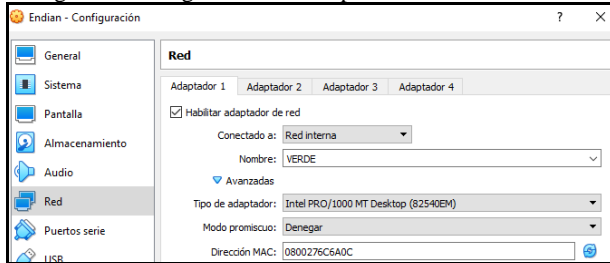 Endian - Configuración ? ×
General
Sistema
Pantalla
Almacenamiento
Audio
Red
Puertos serie
USB
Red
Adaptador 1 Adaptador 2 Adaptador 3 Adaptador 4
Habilitar adaptador de red
Conectado a: Red interna
Nombre: VERDE
Avanzadas
Tipo de adaptador: Intel PRO/1000 MT Desktop (82540EM)
Modo promiscuo: Denegar
Dirección MAC: 0800276C6A0C